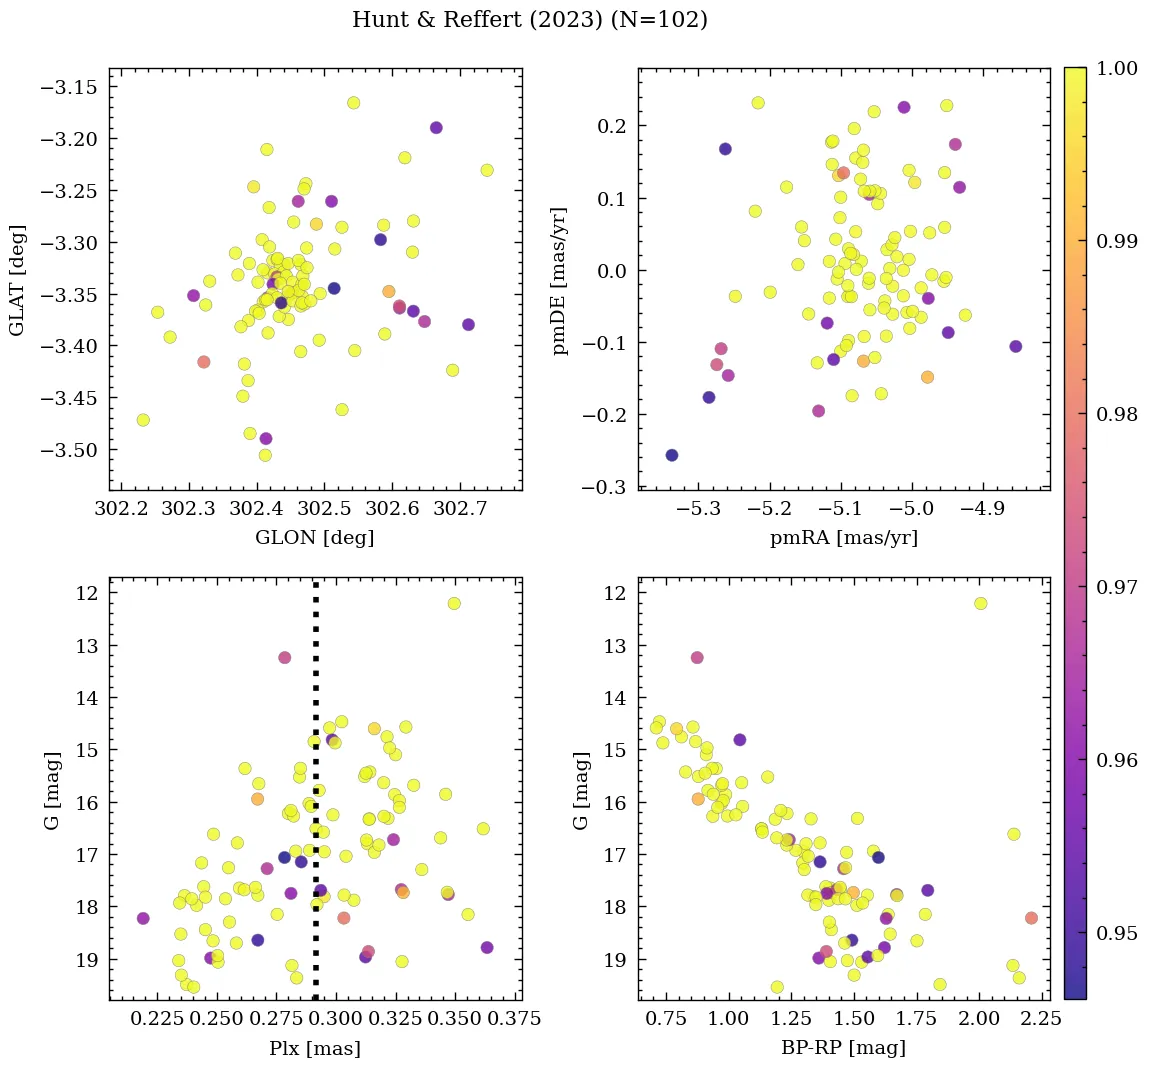 Hunt & Reffert (2023) (N=102)
−3.15
−3.20
−3.25
−3.30
−3.35
−3.40
−3.45
−3.50
GLAT [deg]
302.2 302.3 302.4 302.5 302.6 302.7
GLON [deg]
0.2
0.1
0.0
−0.1
−0.2
−0.3
pmDE [mas/yr]
−5.3 −5.2 −5.1 −5.0 −4.9
pmRA [mas/yr]
12
13
14
15
16
17
18
19
G [mag]
0.225 0.250 0.275 0.300 0.325 0.350 0.375
Plx [mas]
12
13
14
15
16
17
18
19
G [mag]
0.75 1.00 1.25 1.50 1.75 2.00 2.25
BP-RP [mag]
1.00
0.99
0.98
0.97
0.96
0.95